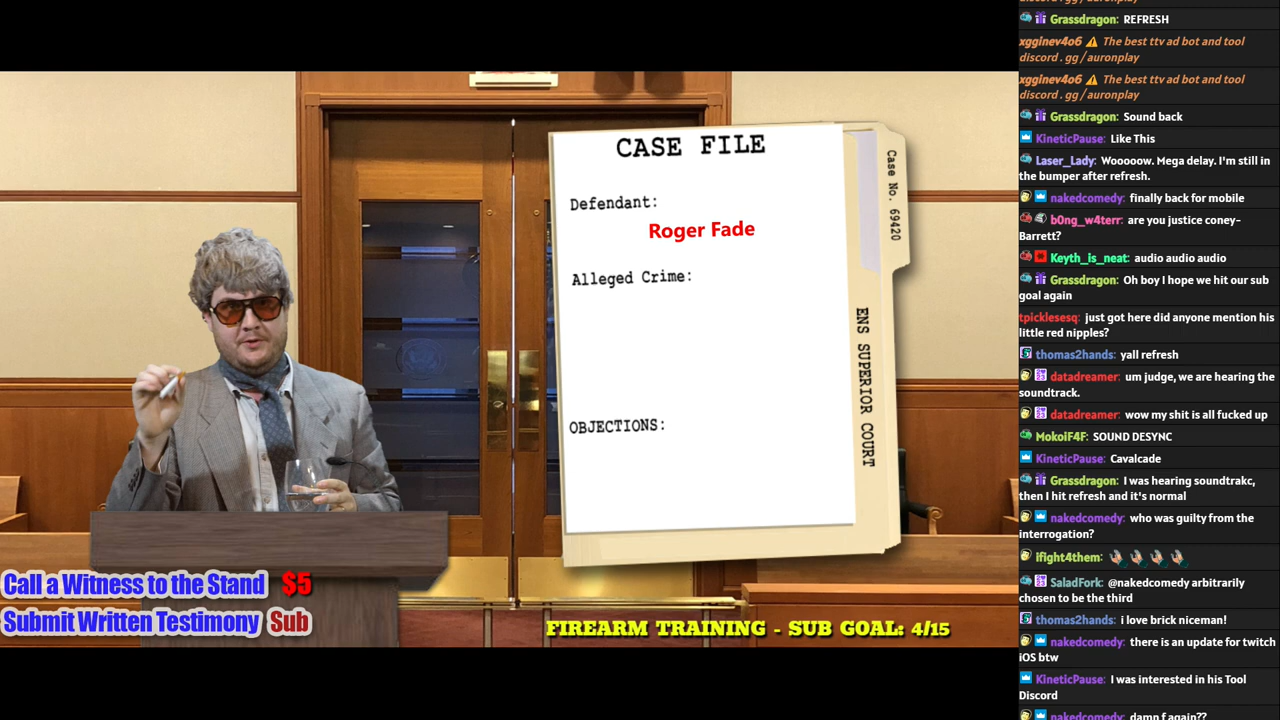 CASE FILE
Defendant:
Roger Fade
Alleged Crime:
OBJECTIONS:
Case No. 69420
ENS SUPERIOR COURT
Call a Witness to the Stand $5
Submit Written Testimony Sub
FIREARM TRAINING - SUB GOAL: 4/15
discord . gg / auronplay
Grassdragon: REFRESH
xgginev4o6 ⚠ The best ttv ad bot and tool
discord . gg / auronplay
xgginev4o6 ⚠ The best ttv ad bot and tool
discord . gg / auronplay
Grassdragon: Sound back
KineticPause: Like This
Laser_Lady: Wooooow. Mega delay. I'm still in
the bumper after refresh.
nakedcomedy: finally back for mobile
b0ng_w4terr: are you justice coney-
Barrett?
Keyth_is_neat: audio audio audio
Grassdragon: Oh boy I hope we hit our sub
goal again
tpicklesesq: just got here did anyone mention his
little red nipples?
thomas2hands: yall refresh
datadreamer: um judge, we are hearing the
soundtrack.
datadreamer: wow my shit is all fucked up
MokoiF4F: SOUND DESYNC
KineticPause: Cavalcade
Grassdragon: I was hearing soundtrakc,
then I hit refresh and it's normal
nakedcomedy: who was guilty from the
interrogation?
ifight4them:
SaladFork: @nakedcomedy arbitrarily
chosen to be the third
thomas2hands: i love brick niceman!
nakedcomedy: there is an update for twitch
iOS btw
KineticPause: I was interested in his Tool
Discord
nakedcomedy: damn f again??